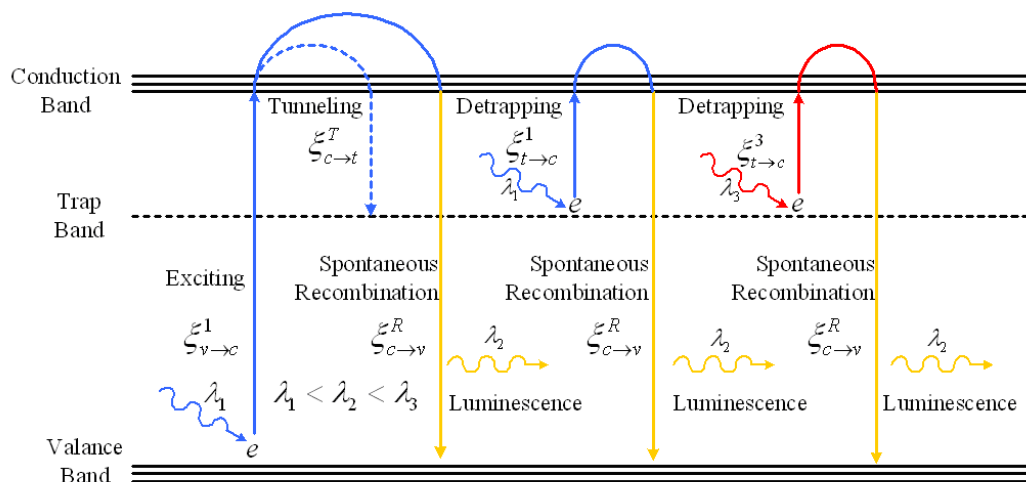 Conduction
Band
Tunneling
Detrapping
Detrapping
ξ^T_{c→t}
ξ^1_{t→c}
ξ^3_{t→c}
λ₁
λ₃
e
e
Trap
Band
Exciting
Spontaneous
Recombination
Spontaneous
Recombination
Spontaneous
Recombination
ξ^1_{v→c}
ξ^R_{c→v}
λ₂
ξ^R_{c→v}
λ₂
ξ^R_{c→v}
λ₂
λ₁
λ₁ < λ₂ < λ₃
Luminescence
Luminescence
Luminescence
e
Valance
Band